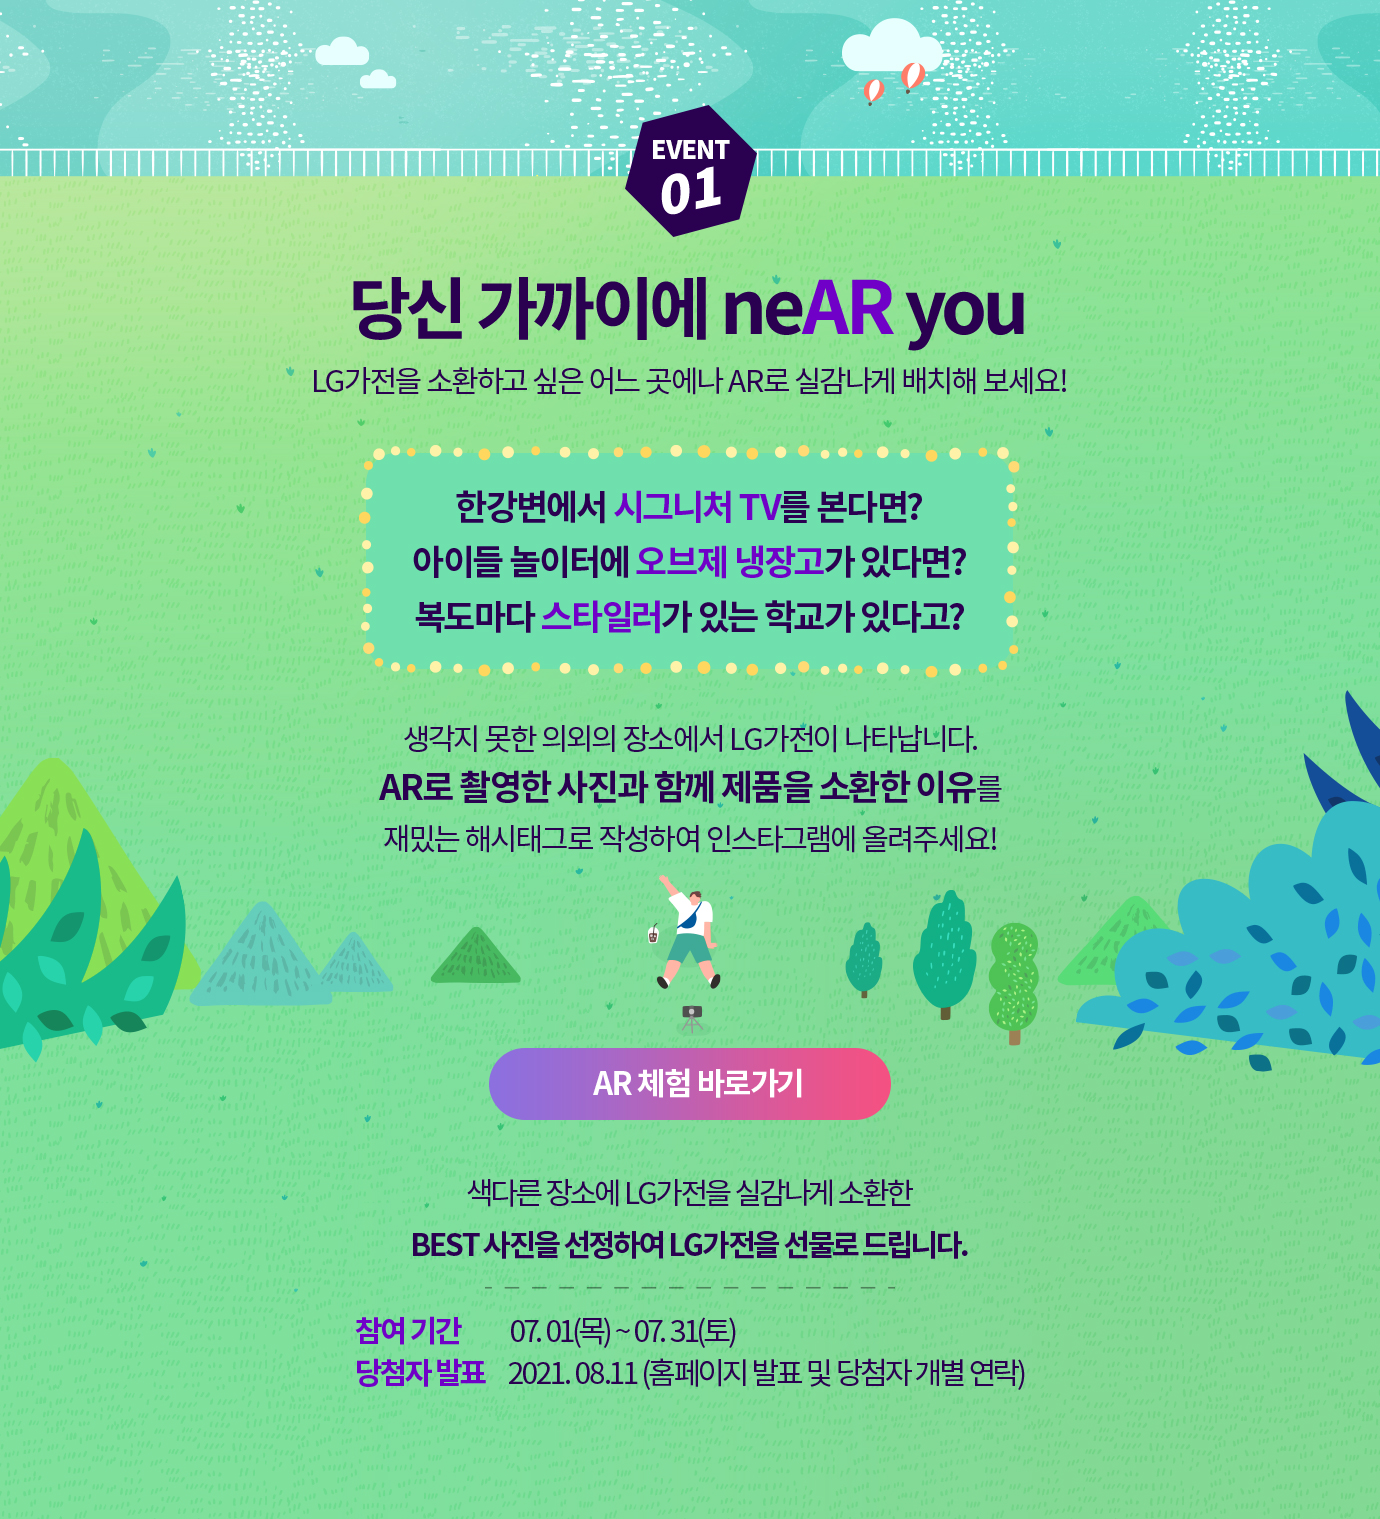 EVENT
01
당신 가까이에 neAR you
LG가전을 소환하고 싶은 어느 곳에나 AR로 실감나게 배치해 보세요!
한강변에서 시그니처 TV를 본다면?
아이들 놀이터에 오브제 냉장고가 있다면?
복도마다 스타일러가 있는 학교가 있다고?
생각지 못한 의외의 장소에서 LG가전이 나타납니다.
AR로 촬영한 사진과 함께 제품을 소환한 이유를
재밌는 해시태그로 작성하여 인스타그램에 올려주세요!
AR 체험 바로가기
색다른 장소에 LG가전을 실감나게 소환한
BEST 사진을 선정하여 LG가전을 선물로 드립니다.
참여 기간 07. 01(목) ~ 07. 31(토)
당첨자 발표 2021. 08.11 (홈페이지 발표 및 당첨자 개별 연락)